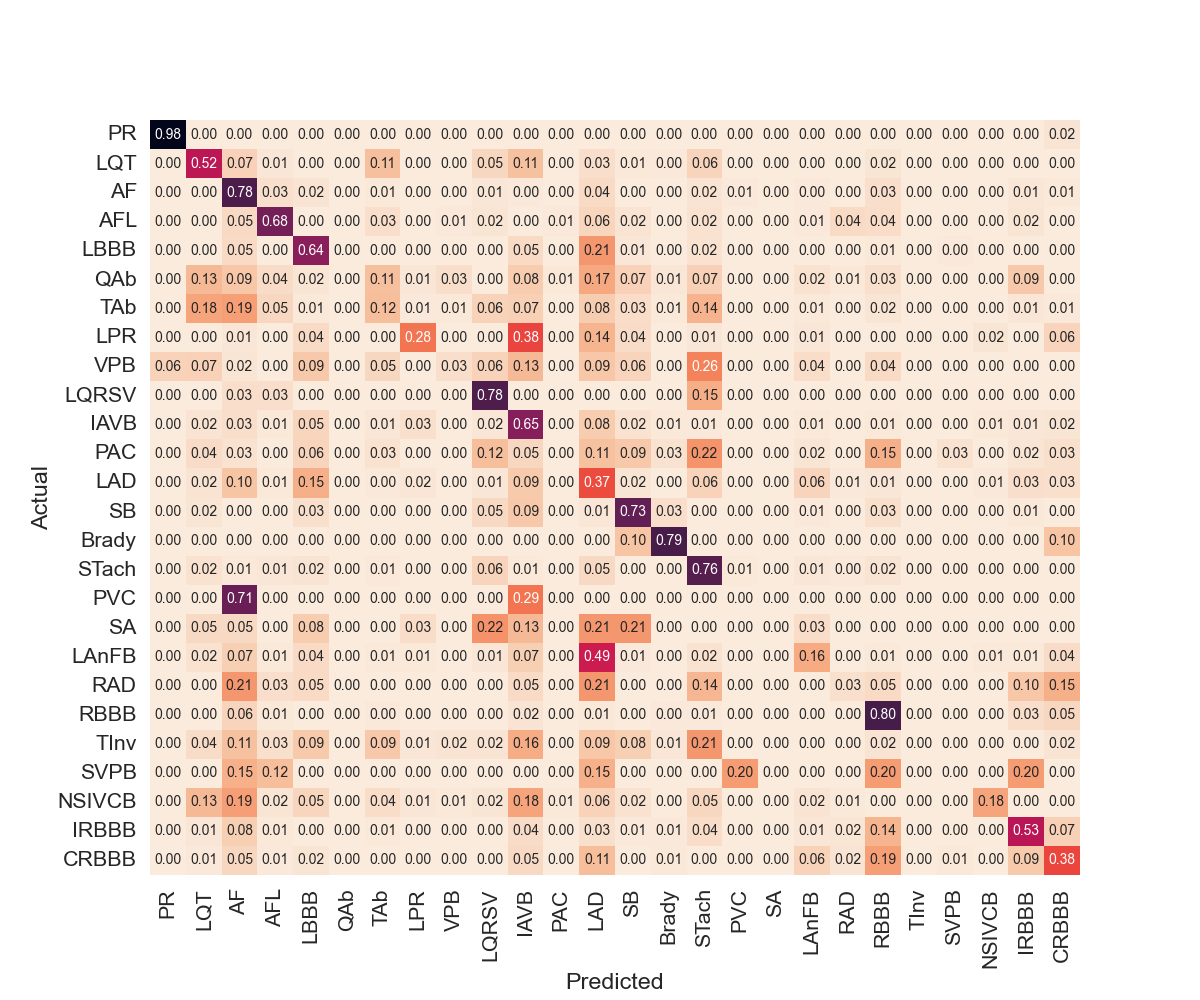 PR 0.98 0.00 0.00 0.00 0.00 0.00 0.00 0.00 0.00 0.00 0.00 0.00 0.00 0.00 0.00 0.00 0.00 0.00 0.00 0.00 0.00 0.00 0.00 0.00 0.00 0.02
LQT 0.00 0.52 0.07 0.01 0.00 0.00 0.11 0.00 0.00 0.05 0.11 0.00 0.03 0.01 0.00 0.06 0.00 0.00 0.00 0.00 0.02 0.00 0.00 0.00 0.00 0.00
AF 0.00 0.00 0.78 0.03 0.02 0.00 0.01 0.00 0.00 0.01 0.00 0.00 0.04 0.00 0.00 0.02 0.01 0.00 0.00 0.00 0.03 0.00 0.00 0.00 0.01 0.01
AFL 0.00 0.00 0.05 0.68 0.00 0.00 0.03 0.00 0.01 0.02 0.00 0.01 0.06 0.02 0.00 0.02 0.00 0.00 0.01 0.04 0.04 0.00 0.00 0.00 0.02 0.00
LBBB 0.00 0.00 0.05 0.00 0.64 0.00 0.00 0.00 0.00 0.00 0.05 0.00 0.21 0.01 0.00 0.02 0.00 0.00 0.00 0.00 0.01 0.00 0.00 0.00 0.00 0.00
QAb 0.00 0.13 0.09 0.04 0.02 0.00 0.11 0.01 0.03 0.00 0.08 0.01 0.17 0.07 0.01 0.07 0.00 0.00 0.02 0.01 0.03 0.00 0.00 0.00 0.09 0.00
TAb 0.00 0.18 0.19 0.05 0.01 0.00 0.12 0.01 0.01 0.06 0.07 0.00 0.08 0.03 0.01 0.14 0.00 0.00 0.01 0.00 0.02 0.00 0.00 0.00 0.01 0.01
LPR 0.00 0.00 0.01 0.00 0.04 0.00 0.00 0.28 0.00 0.00 0.38 0.00 0.14 0.04 0.00 0.01 0.00 0.00 0.01 0.00 0.00 0.00 0.00 0.02 0.00 0.06
VPB 0.06 0.07 0.02 0.00 0.09 0.00 0.05 0.00 0.03 0.06 0.13 0.00 0.09 0.06 0.00 0.26 0.00 0.00 0.04 0.00 0.04 0.00 0.00 0.00 0.00 0.00
LQRSV 0.00 0.00 0.03 0.03 0.00 0.00 0.00 0.00 0.00 0.78 0.00 0.00 0.00 0.00 0.00 0.15 0.00 0.00 0.00 0.00 0.00 0.00 0.00 0.00 0.00 0.00
IAVB 0.00 0.02 0.03 0.01 0.05 0.00 0.01 0.03 0.00 0.02 0.65 0.00 0.08 0.02 0.01 0.01 0.00 0.00 0.01 0.00 0.01 0.00 0.00 0.01 0.01 0.02
PAC 0.00 0.04 0.03 0.00 0.06 0.00 0.03 0.00 0.00 0.12 0.05 0.00 0.11 0.09 0.03 0.22 0.00 0.00 0.02 0.00 0.15 0.00 0.03 0.00 0.02 0.03
LAD 0.00 0.02 0.10 0.01 0.15 0.00 0.00 0.02 0.00 0.01 0.09 0.00 0.37 0.02 0.00 0.06 0.00 0.00 0.06 0.01 0.01 0.00 0.00 0.01 0.03 0.03
SB 0.00 0.02 0.00 0.00 0.03 0.00 0.00 0.00 0.00 0.05 0.09 0.00 0.01 0.73 0.03 0.00 0.00 0.00 0.01 0.00 0.03 0.00 0.00 0.00 0.01 0.00
Brady 0.00 0.00 0.00 0.00 0.00 0.00 0.00 0.00 0.00 0.00 0.00 0.00 0.00 0.10 0.79 0.00 0.00 0.00 0.00 0.00 0.00 0.00 0.00 0.00 0.00 0.10
STach 0.00 0.02 0.01 0.01 0.02 0.00 0.01 0.00 0.00 0.06 0.01 0.00 0.05 0.00 0.00 0.76 0.01 0.00 0.01 0.00 0.02 0.00 0.00 0.00 0.00 0.00
PVC 0.00 0.00 0.71 0.00 0.00 0.00 0.00 0.00 0.00 0.00 0.29 0.00 0.00 0.00 0.00 0.00 0.00 0.00 0.00 0.00 0.00 0.00 0.00 0.00 0.00 0.00
SA 0.00 0.05 0.05 0.00 0.08 0.00 0.00 0.03 0.00 0.22 0.13 0.00 0.21 0.21 0.00 0.00 0.00 0.00 0.03 0.00 0.00 0.00 0.00 0.00 0.00 0.00
LAnFB 0.00 0.02 0.07 0.01 0.04 0.00 0.01 0.00 0.00 0.01 0.07 0.00 0.49 0.01 0.00 0.02 0.00 0.00 0.16 0.00 0.01 0.00 0.00 0.01 0.01 0.04
RAD 0.00 0.00 0.21 0.03 0.05 0.00 0.00 0.00 0.00 0.00 0.05 0.00 0.21 0.00 0.00 0.14 0.00 0.00 0.00 0.03 0.05 0.00 0.00 0.00 0.10 0.15
RBBB 0.00 0.00 0.06 0.01 0.00 0.00 0.00 0.00 0.00 0.00 0.02 0.00 0.01 0.00 0.00 0.01 0.00 0.00 0.00 0.00 0.80 0.00 0.00 0.00 0.03 0.05
TInv 0.00 0.04 0.11 0.03 0.09 0.00 0.09 0.01 0.02 0.02 0.16 0.00 0.09 0.08 0.01 0.21 0.00 0.00 0.00 0.00 0.02 0.00 0.00 0.00 0.00 0.02
SVPB 0.00 0.00 0.15 0.12 0.00 0.00 0.00 0.00 0.00 0.00 0.00 0.00 0.15 0.00 0.00 0.00 0.20 0.00 0.00 0.00 0.20 0.00 0.00 0.00 0.20 0.00
NSIVCB 0.00 0.13 0.19 0.02 0.05 0.00 0.04 0.01 0.01 0.02 0.18 0.01 0.06 0.02 0.00 0.05 0.00 0.00 0.02 0.01 0.00 0.00 0.00 0.18 0.00 0.00
IRBBB 0.00 0.01 0.08 0.01 0.00 0.00 0.00 0.00 0.00 0.00 0.04 0.00 0.03 0.01 0.01 0.04 0.00 0.00 0.01 0.02 0.14 0.00 0.00 0.00 0.53 0.07
CRBBB 0.00 0.01 0.05 0.01 0.02 0.00 0.00 0.00 0.00 0.00 0.05 0.00 0.11 0.00 0.01 0.00 0.00 0.00 0.06 0.02 0.19 0.00 0.01 0.00 0.09 0.38
PR LQT AF AFL LBBB QAb TAb LPR VPB LQRSV IAVB PAC LAD SB Brady STach PVC SA LAnFB RAD RBBB TInv SVPB NSIVCB IRBBB CRBBB
Predicted
Actual